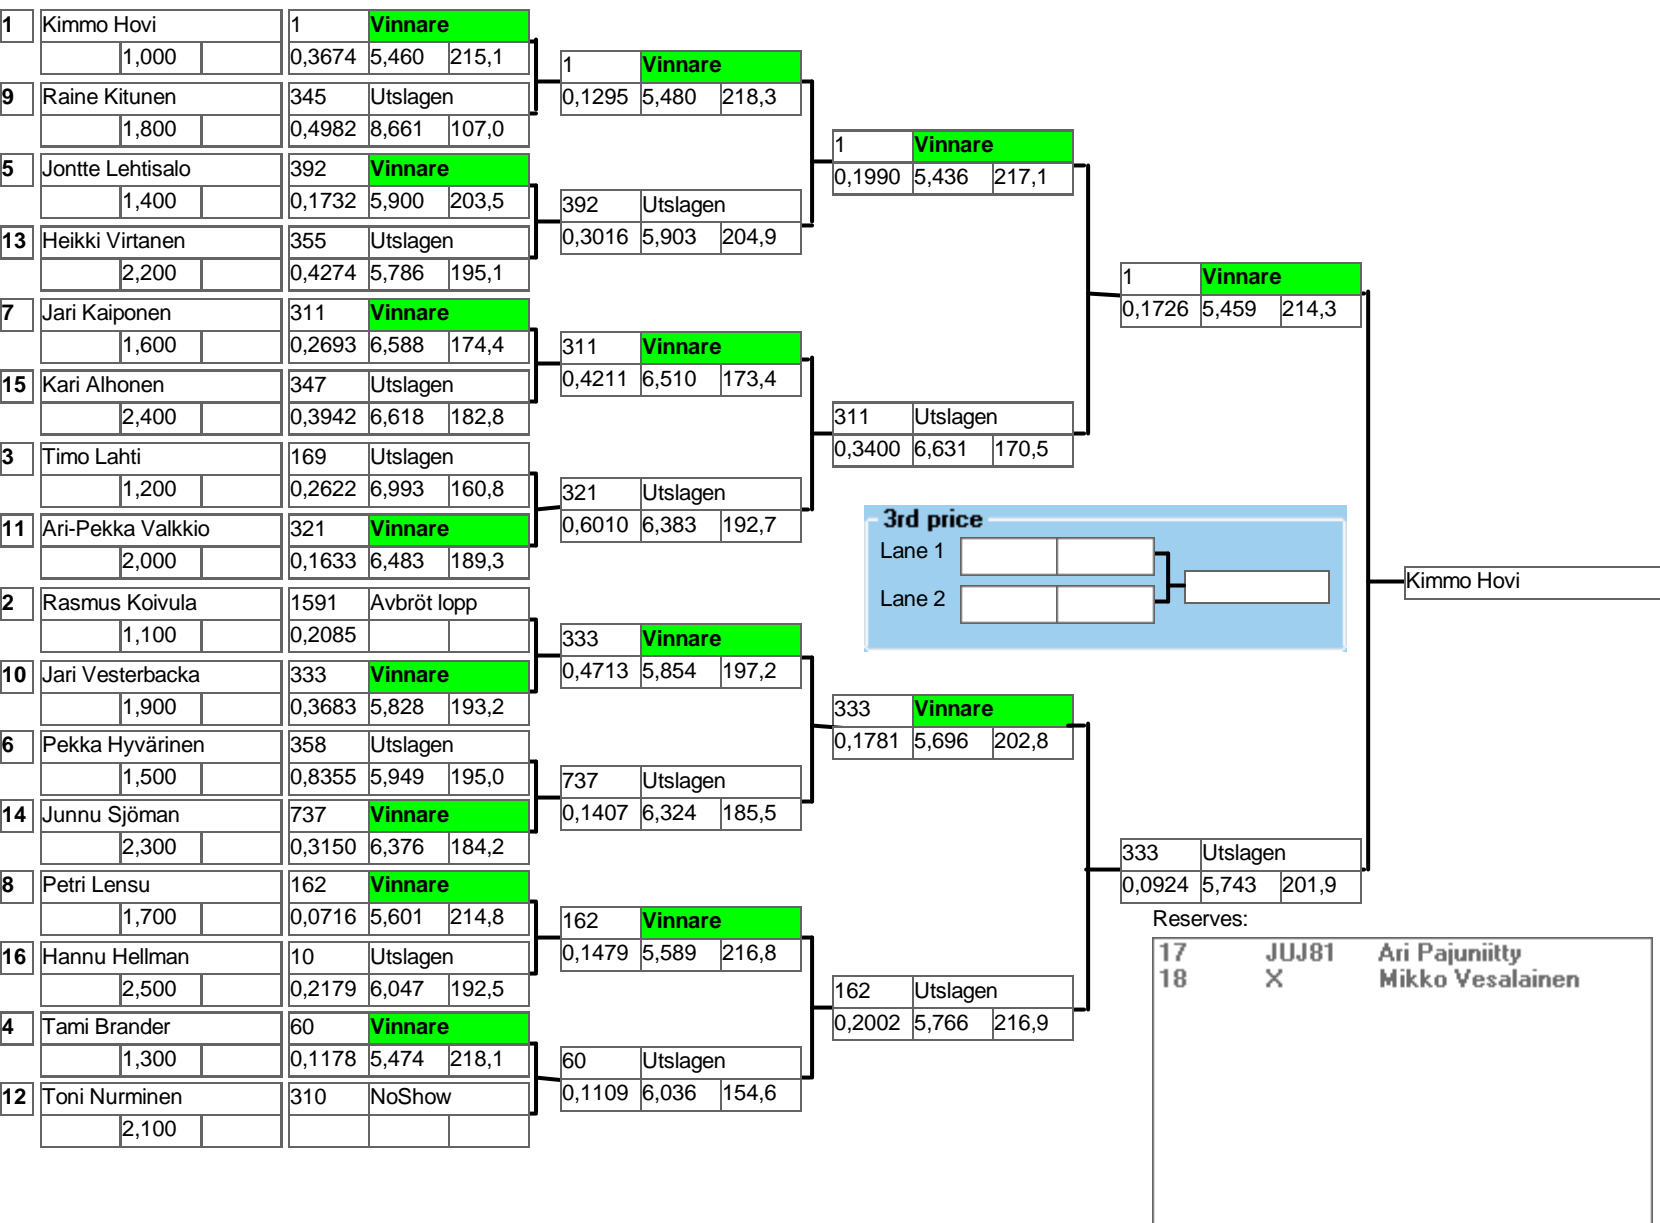 1 Kimmo Hovi 1 Vinnare
1,000 0,3674 5,460 215,1
9 Raine Kitunen 345 Utslagen
1,800 0,4982 8,661 107,0
5 Jontte Lehtisalo 392 Vinnare
1,400 0,1732 5,900 203,5
13 Heikki Virtanen 355 Utslagen
2,200 0,4274 5,786 195,1
7 Jari Kaiponen 311 Vinnare
1,600 0,2693 6,588 174,4
15 Kari Alhonen 347 Utslagen
2,400 0,3942 6,618 182,8
3 Timo Lahti 169 Utslagen
1,200 0,2622 6,993 160,8
11 Ari-Pekka Valkkio 321 Vinnare
2,000 0,1633 6,483 189,3
2 Rasmus Koivula 1591 Avbröt lopp
1,100 0,2085
10 Jari Vesterbacka 333 Vinnare
1,900 0,3683 5,828 193,2
6 Pekka Hyvärinen 358 Utslagen
1,500 0,8355 5,949 195,0
14 Junnu Sjöman 737 Vinnare
2,300 0,3150 6,376 184,2
8 Petri Lensu 162 Vinnare
1,700 0,0716 5,601 214,8
16 Hannu Hellman 10 Utslagen
2,500 0,2179 6,047 192,5
4 Tami Brander 60 Vinnare
1,300 0,1178 5,474 218,1
12 Toni Nurminen 310 NoShow
2,100
1 Vinnare
0,1295 5,480 218,3
392 Utslagen
0,3016 5,903 204,9
311 Vinnare
0,4211 6,510 173,4
321 Utslagen
0,6010 6,383 192,7
333 Vinnare
0,4713 5,854 197,2
737 Utslagen
0,1407 6,324 185,5
162 Vinnare
0,1479 5,589 216,8
60 Utslagen
0,1109 6,036 154,6
1 Vinnare
0,1990 5,436 217,1
311 Utslagen
0,3400 6,631 170,5
333 Vinnare
0,1781 5,696 202,8
162 Utslagen
0,2002 5,766 216,9
3rd price
Lane 1
Lane 2
1 Vinnare
0,1726 5,459 214,3
333 Utslagen
0,0924 5,743 201,9
Kimmo Hovi
Reserves:
17 JUJ81 Ari Pajuniitty
18 X Mikko Vesalainen